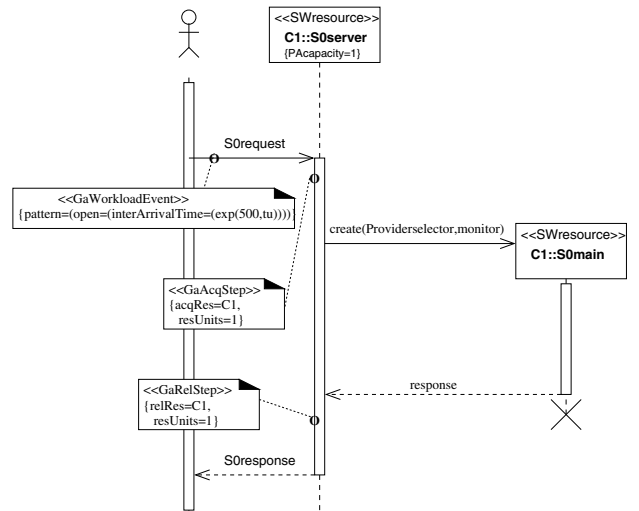 <<SWresource>>
C1::S0server
{PAcapacity=1}
S0request
<<GaWorkloadEvent>>
{pattern=(open=(interArrivalTime=(exp(500,tu))))}
create(Providerselector,monitor)
<<SWresource>>
C1::S0main
<<GaAcqStep>>
{acqRes=C1,
resUnits=1}
response
<<GaRelStep>>
{relRes=C1,
resUnits=1}
S0response